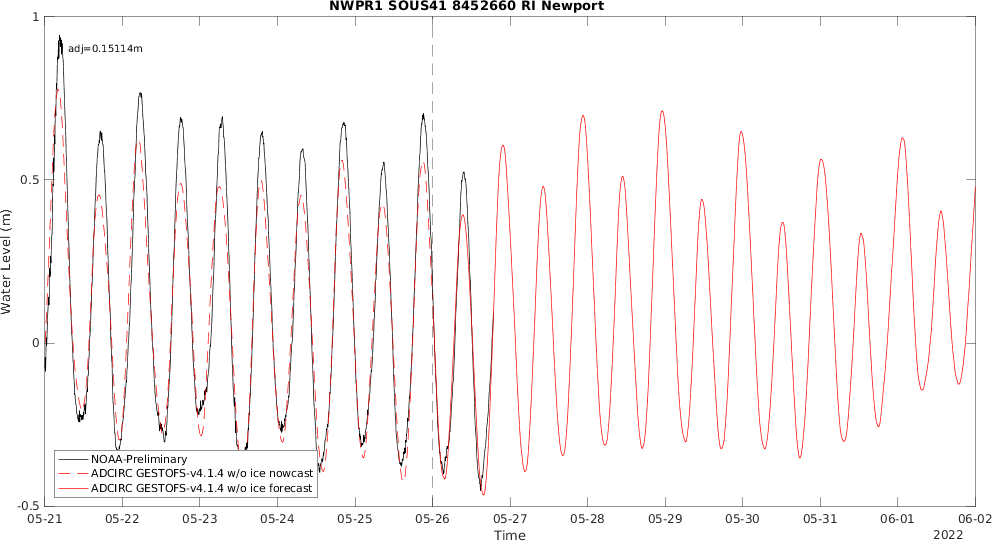 NWPR1 SOUS41 8452660 RI Newport
adj=0.15114m
1
0.5
0
-0.5
Water Level (m)
NOAA-Preliminary
ADCIRC GESTOFS-v4.1.4 w/o ice nowcast
ADCIRC GESTOFS-v4.1.4 w/o ice forecast
05-21 05-22 05-23 05-24 05-25 05-26 05-27 05-28 05-29 05-30 05-31 06-01 06-02
Time
2022